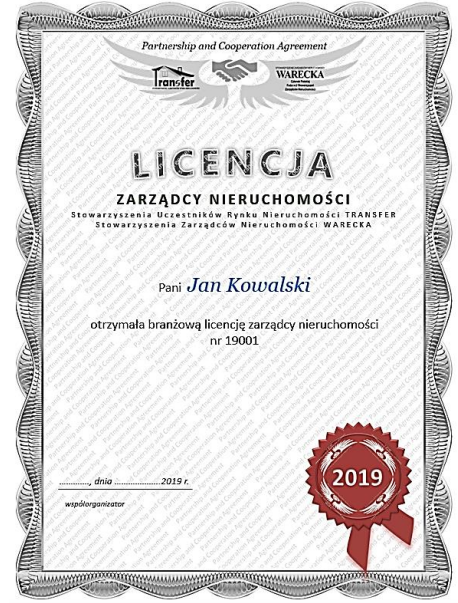 Partnership and Cooperation Agreement
Transfer
WARECKA
LICENCJA
ZARZĄDCY NIERUCHOMOŚCI
Stowarzyszenia Uczestników Rynku Nieruchomości TRANSFER
Stowarzyszenia Zarządców Nieruchomości WARECKA
Pani Jan Kowalski
otrzymała branżową licencję zarządcy nieruchomości
nr 19001
2019
............., dnia ..................2019 r.
współorganizator